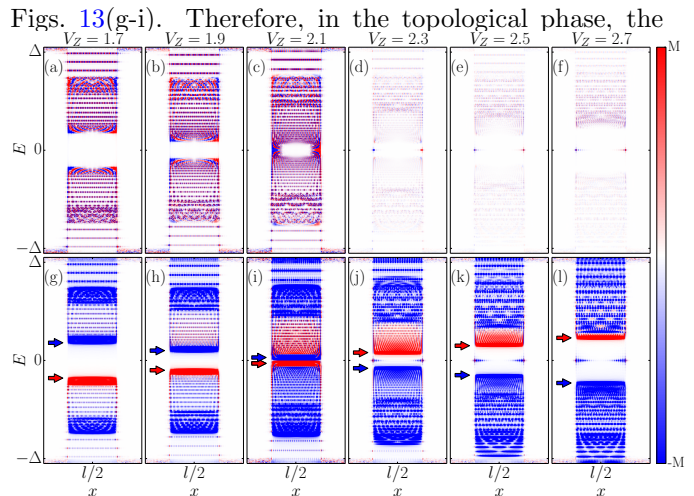 Figs. 13(g-i). Therefore, in the topological phase, the
V_Z = 1.7 V_Z = 1.9 V_Z = 2.1 V_Z = 2.3 V_Z = 2.5 V_Z = 2.7
Δ
M
(a) (b) (c) (d) (e) (f)
E 0
−Δ
Δ
(g) (h) (i) (j) (k) (l)
E 0
−Δ
-M
l/2 l/2 l/2 l/2 l/2 l/2
x x x x x x